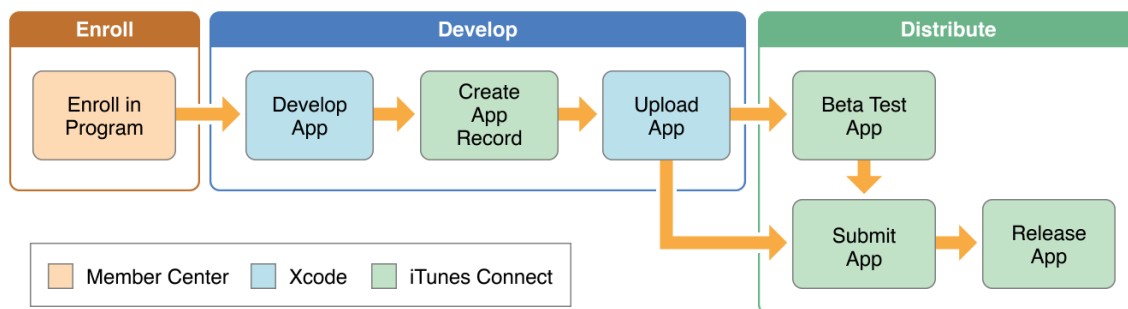 Enroll
Develop
Distribute
Enroll in
Program
Develop
App
Create
App
Record
Upload
App
Beta Test
App
Submit
App
Release
App
Member Center
Xcode
iTunes Connect